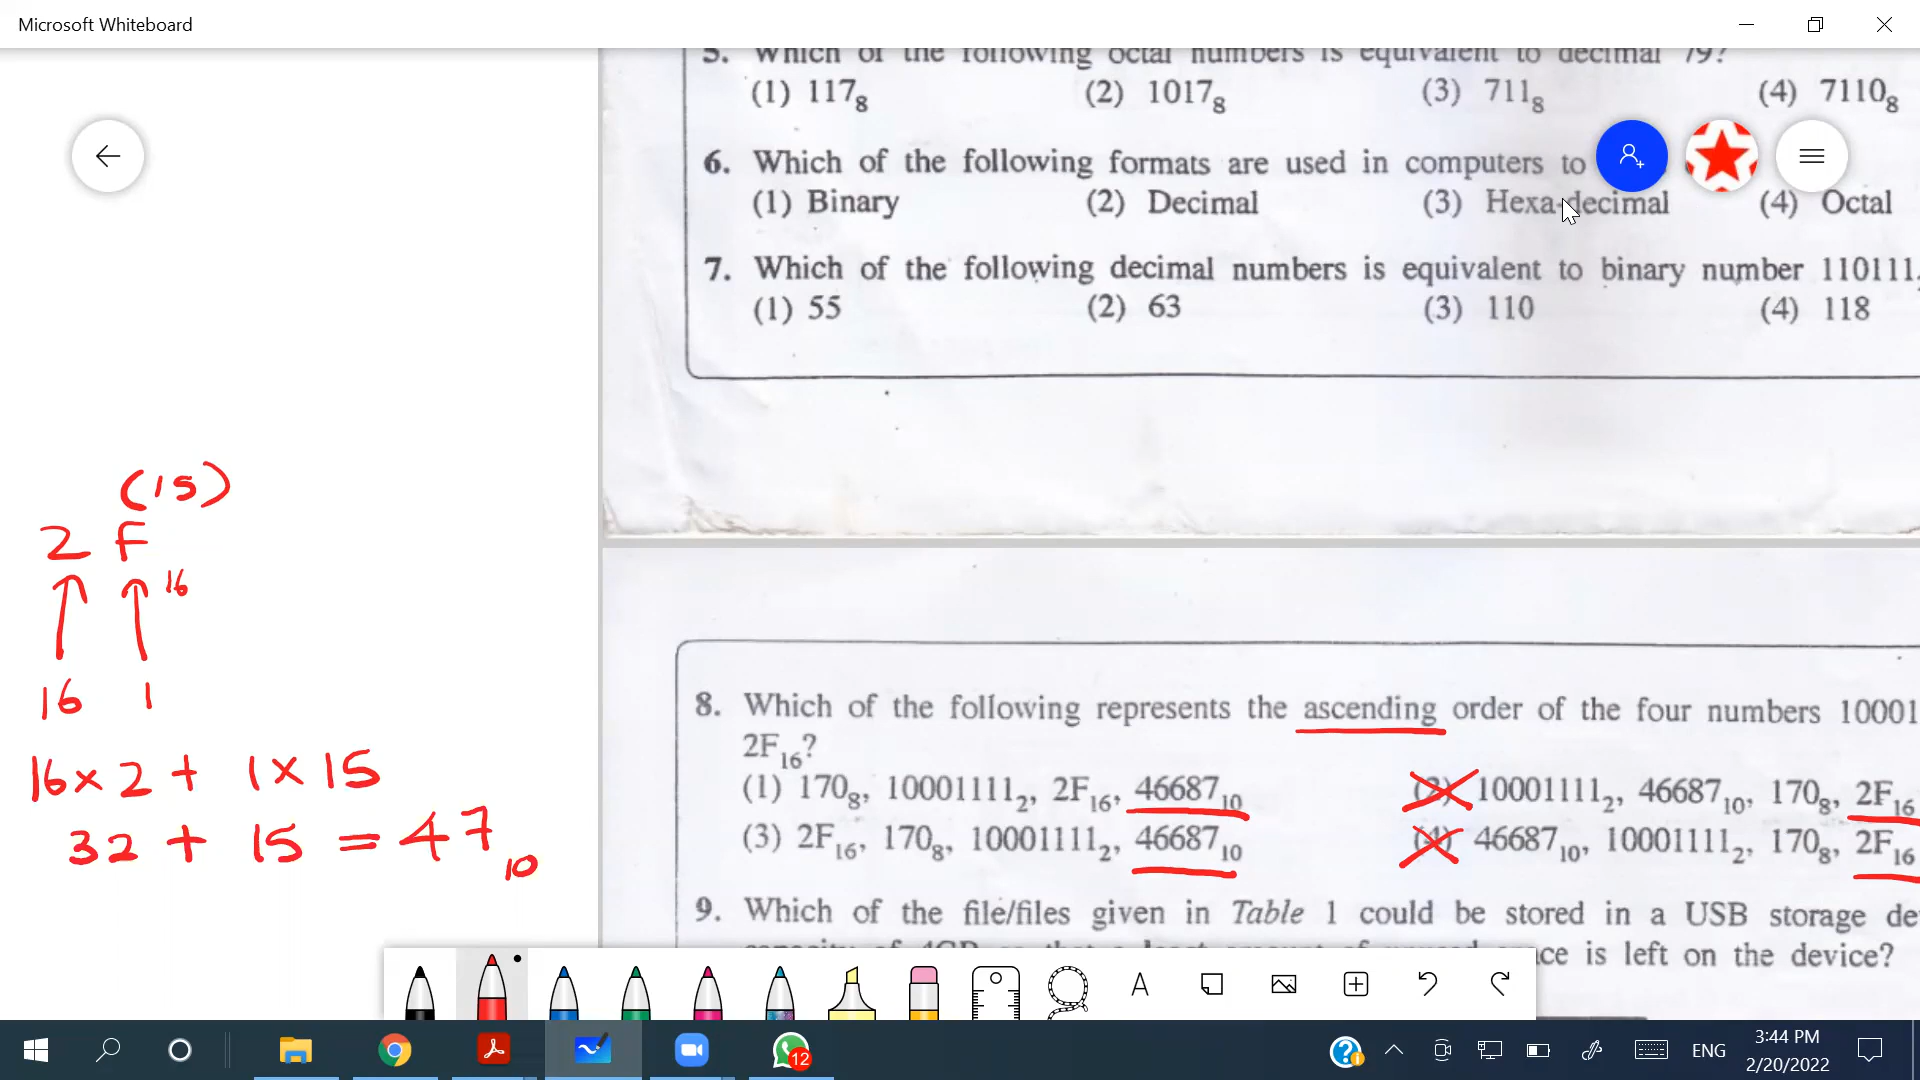 Microsoft Whiteboard
5. Which of the following octal numbers is equivalent to decimal 79?
(1) 117₈ (2) 1017₈ (3) 711₈ (4) 7110₈
6. Which of the following formats are used in computers to
(1) Binary (2) Decimal (3) Hexa-decimal (4) Octal
7. Which of the following decimal numbers is equivalent to binary number 110111
(1) 55 (2) 63 (3) 110 (4) 118
(15)
2 F
16
16 1
16 × 2 + 1 × 15
32 + 15 = 47₁₀
8. Which of the following represents the ascending order of the four numbers 10001
2F₁₆?
(1) 170₈, 10001111₂, 2F₁₆, 46687₁₀ (2) 10001111₂, 46687₁₀, 170₈, 2F₁₆
(3) 2F₁₆, 170₈, 10001111₂, 46687₁₀ (4) 46687₁₀, 10001111₂, 170₈, 2F₁₆
9. Which of the file/files given in Table 1 could be stored in a USB storage de
is left on the device?
A
12
ENG
3:44 PM
2/20/2022